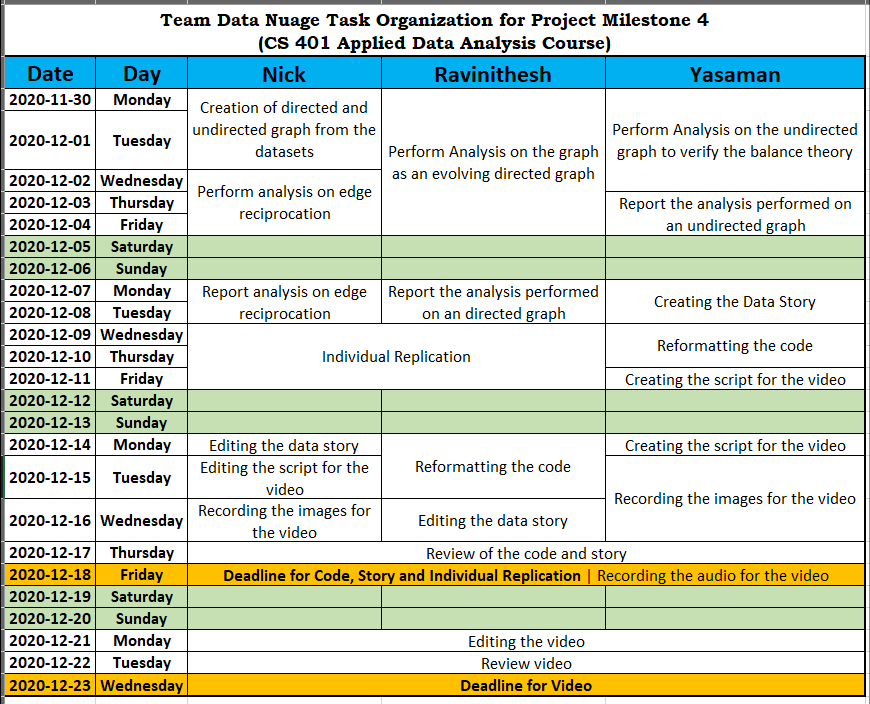 Team Data Nuage Task Organization for Project Milestone 4
(CS 401 Applied Data Analysis Course)
Date Day Nick Ravinithesh Yasaman
2020-11-30 Monday
Creation of directed and
undirected graph from the
datasets
2020-12-01 Tuesday
Perform Analysis on the graph
as an evolving directed graph
Perform Analysis on the undirected
graph to verify the balance theory
2020-12-02 Wednesday
Perform analysis on edge
reciprocation
2020-12-03 Thursday
Report the analysis performed on
an undirected graph
2020-12-04 Friday
2020-12-05 Saturday
2020-12-06 Sunday
2020-12-07 Monday
Report analysis on edge
reciprocation
Report the analysis performed
on an directed graph
Creating the Data Story
2020-12-08 Tuesday
2020-12-09 Wednesday
Reformatting the code
2020-12-10 Thursday
Individual Replication
2020-12-11 Friday
Creating the script for the video
2020-12-12 Saturday
2020-12-13 Sunday
2020-12-14 Monday
Editing the data story
Reformatting the code
Creating the script for the video
2020-12-15 Tuesday
Editing the script for the
video
Recording the images for the video
2020-12-16 Wednesday
Recording the images for
the video
Editing the data story
2020-12-17 Thursday
Review of the code and story
2020-12-18 Friday
Deadline for Code, Story and Individual Replication | Recording the audio for the video
2020-12-19 Saturday
2020-12-20 Sunday
2020-12-21 Monday
Editing the video
2020-12-22 Tuesday
Review video
2020-12-23 Wednesday
Deadline for Video